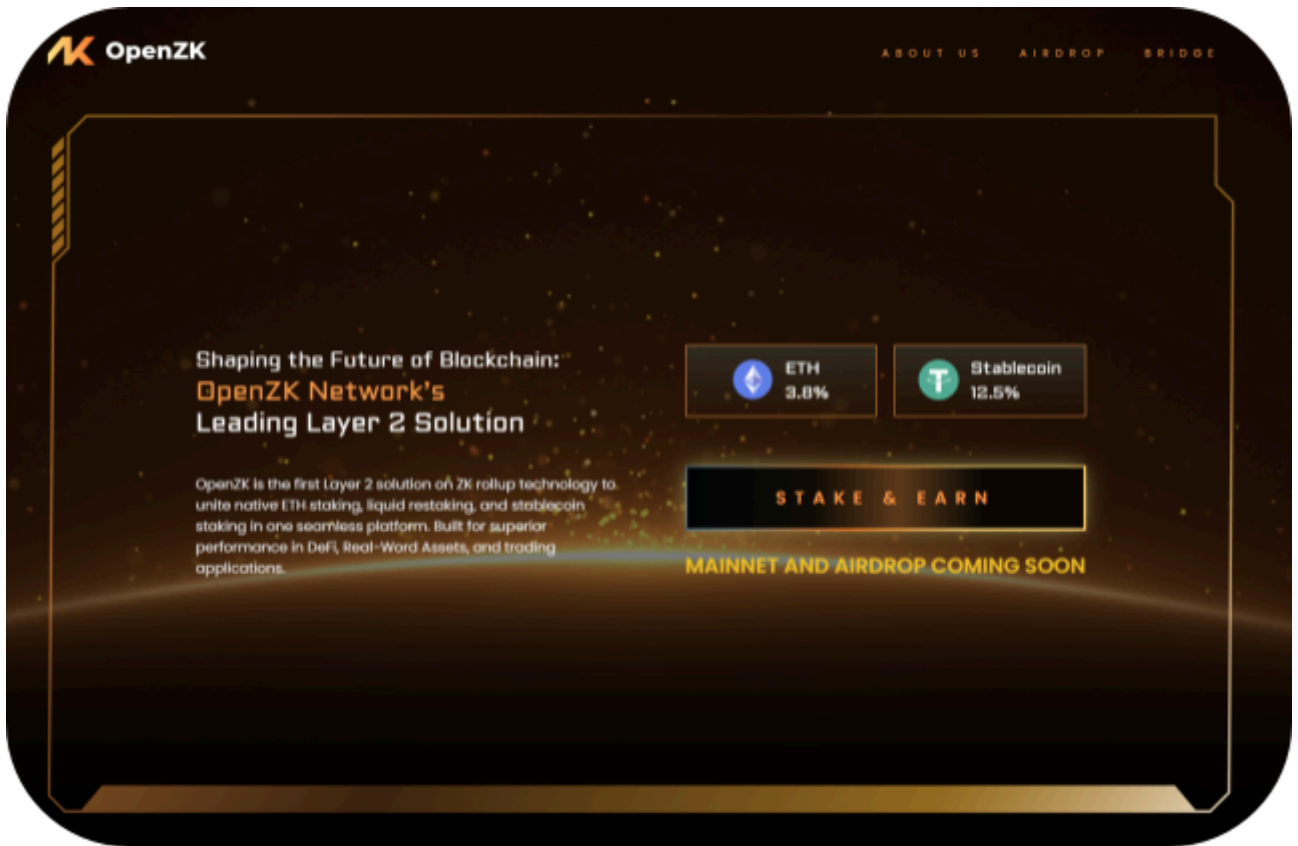 OpenZK
ABOUT US AIRDROP BRIDGE
Shaping the Future of Blockchain:
OpenZK Network's
Leading Layer 2 Solution
OpenZK is the first Layer 2 solution on ZK rollup technology to
unite native ETH staking, liquid restaking, and stablecoin
staking in one seamless platform. Built for superior
performance in DeFi, Real-Word Assets, and trading
applications.
ETH
3.8%
Stablecoin
12.5%
STAKE & EARN
MAINNET AND AIRDROP COMING SOON